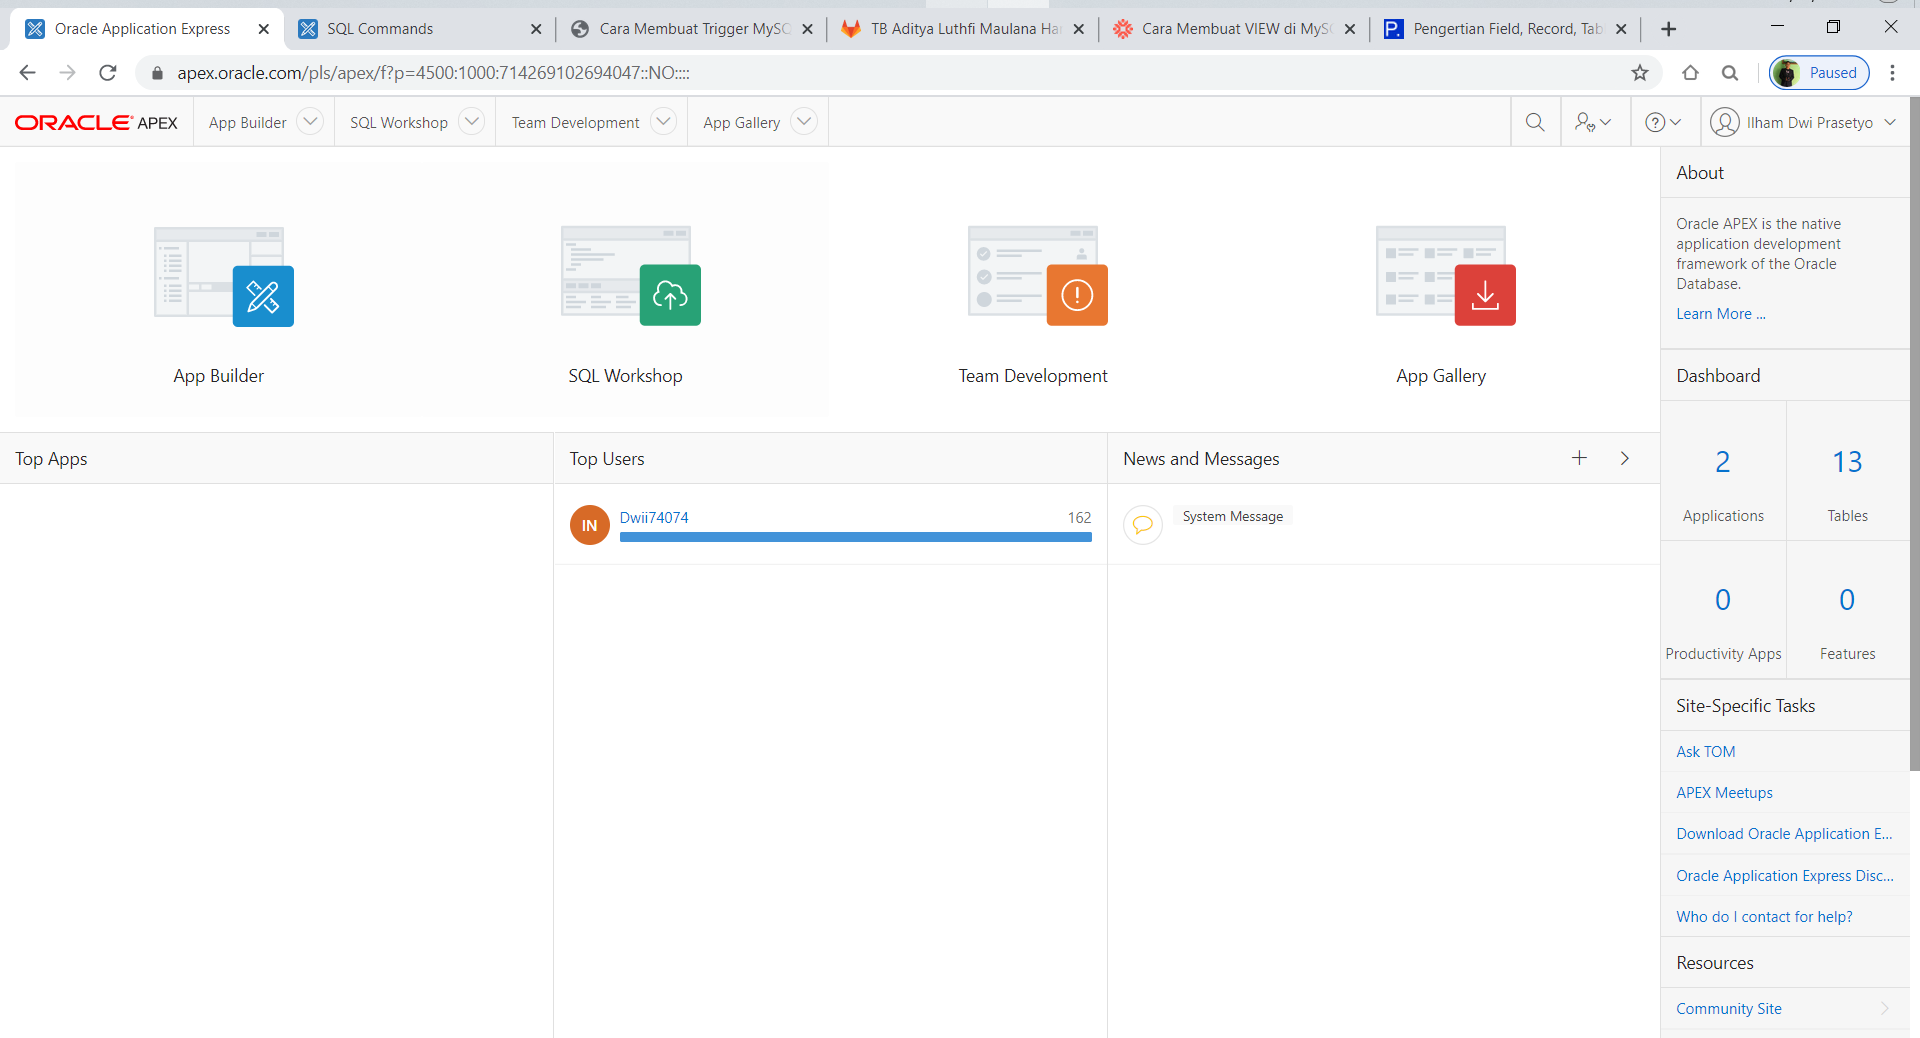 Oracle Application Express
SQL Commands
Cara Membuat Trigger MySQ
TB Aditya Luthfi Maulana Har
Cara Membuat VIEW di MySQ
Pengertian Field, Record, Tab
apex.oracle.com/pls/apex/f?p=4500:1000:714269102694047::NO::::
Paused
ORACLE APEX
App Builder
SQL Workshop
Team Development
App Gallery
Ilham Dwi Prasetyo
App Builder
SQL Workshop
Team Development
App Gallery
Top Apps
Top Users
IN
Dwii74074
162
News and Messages
System Message
About
Oracle APEX is the native
application development
framework of the Oracle
Database.
Learn More ...
Dashboard
2
Applications
13
Tables
0
Productivity Apps
0
Features
Site-Specific Tasks
Ask TOM
APEX Meetups
Download Oracle Application E...
Oracle Application Express Disc...
Who do I contact for help?
Resources
Community Site